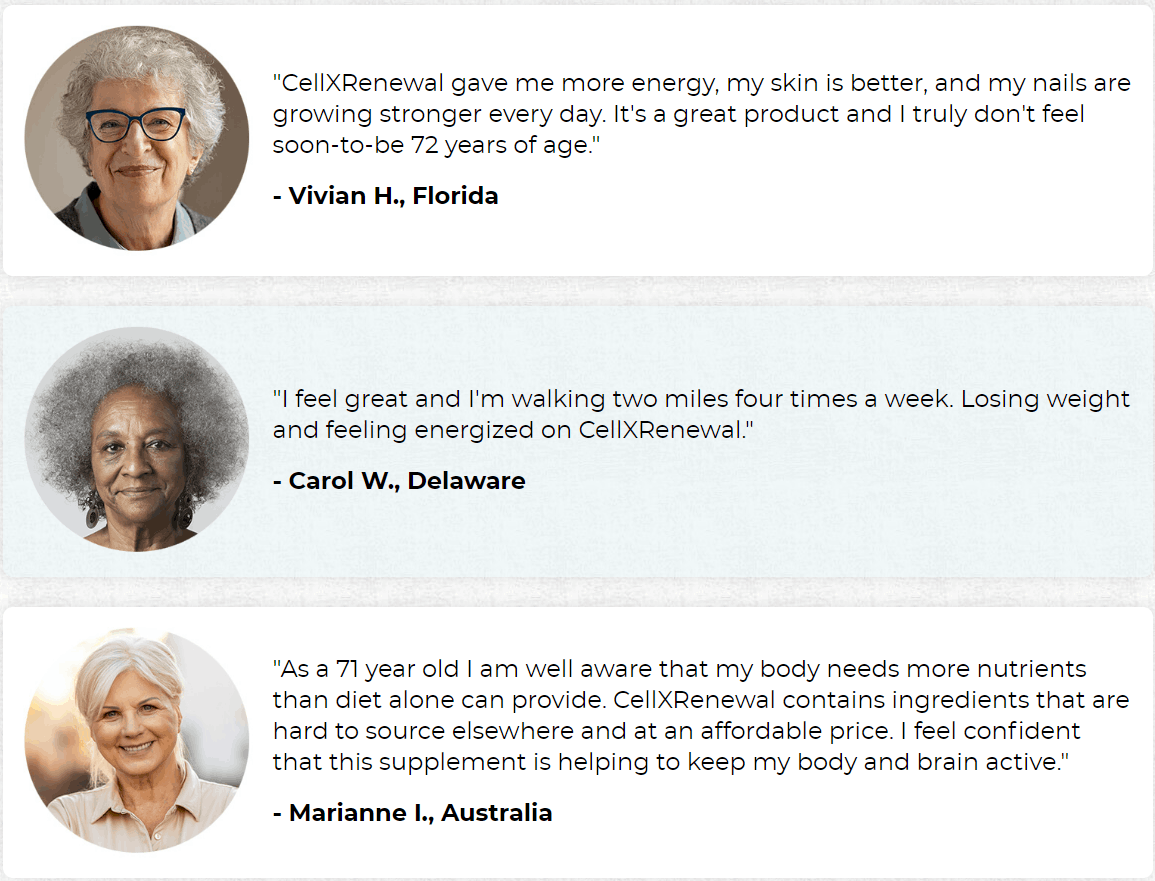 "CellXRenewal gave me more energy, my skin is better, and my nails are
growing stronger every day. It's a great product and I truly don't feel
soon-to-be 72 years of age."
- Vivian H., Florida
"I feel great and I'm walking two miles four times a week. Losing weight
and feeling energized on CellXRenewal."
- Carol W., Delaware
"As a 71 year old I am well aware that my body needs more nutrients
than diet alone can provide. CellXRenewal contains ingredients that are
hard to source elsewhere and at an affordable price. I feel confident
that this supplement is helping to keep my body and brain active."
- Marianne I., Australia